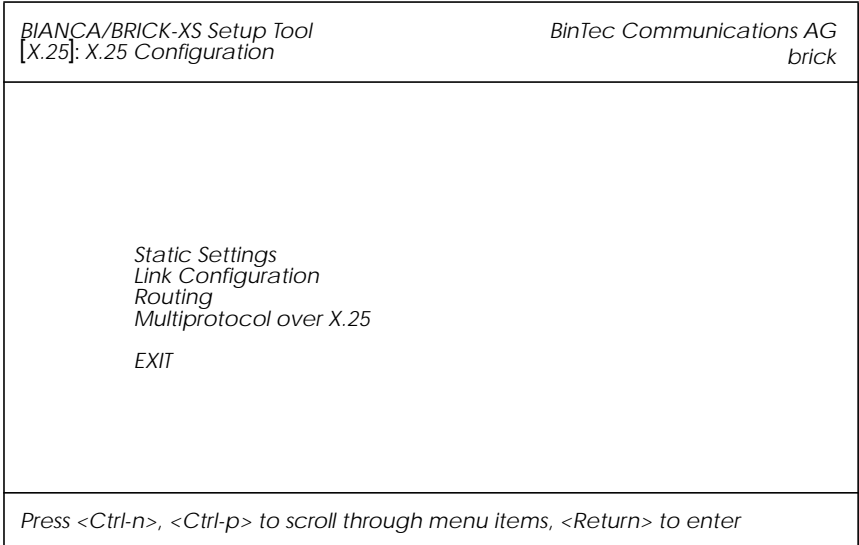 BIANCA/BRICK-XS Setup Tool BinTec Communications AG
[X.25]: X.25 Configuration brick
Static Settings
Link Configuration
Routing
Multiprotocol over X.25
EXIT
Press <Ctrl-n>, <Ctrl-p> to scroll through menu items, <Return> to enter